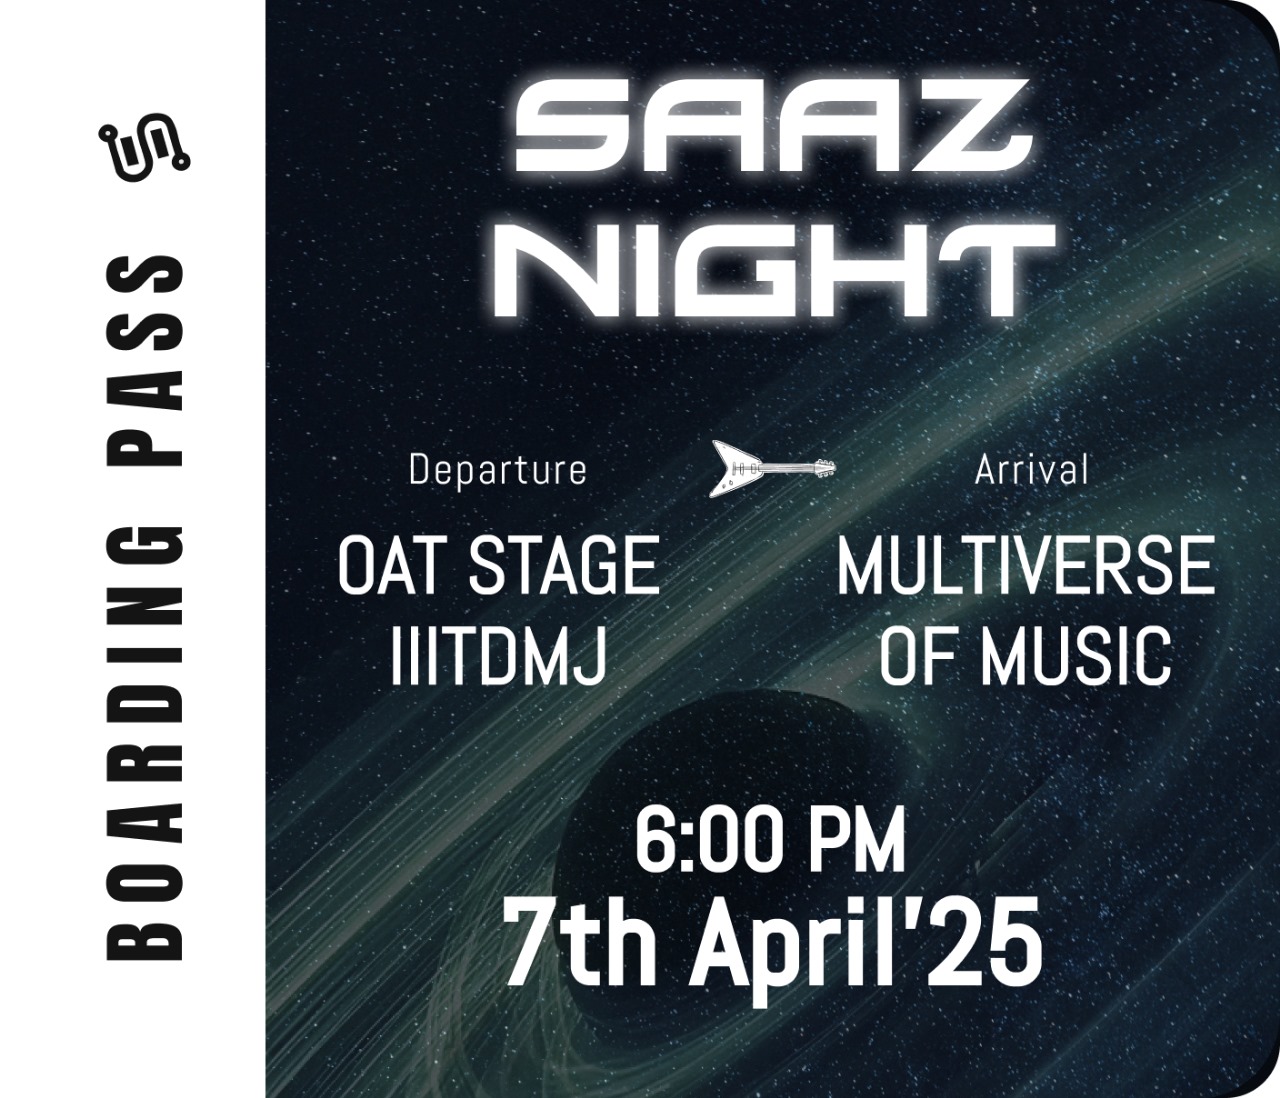 BOARDING PASS
SAAZ
NIGHT
Departure
Arrival
OAT STAGE
IIITDMJ
MULTIVERSE
OF MUSIC
6:00 PM
7th April'25